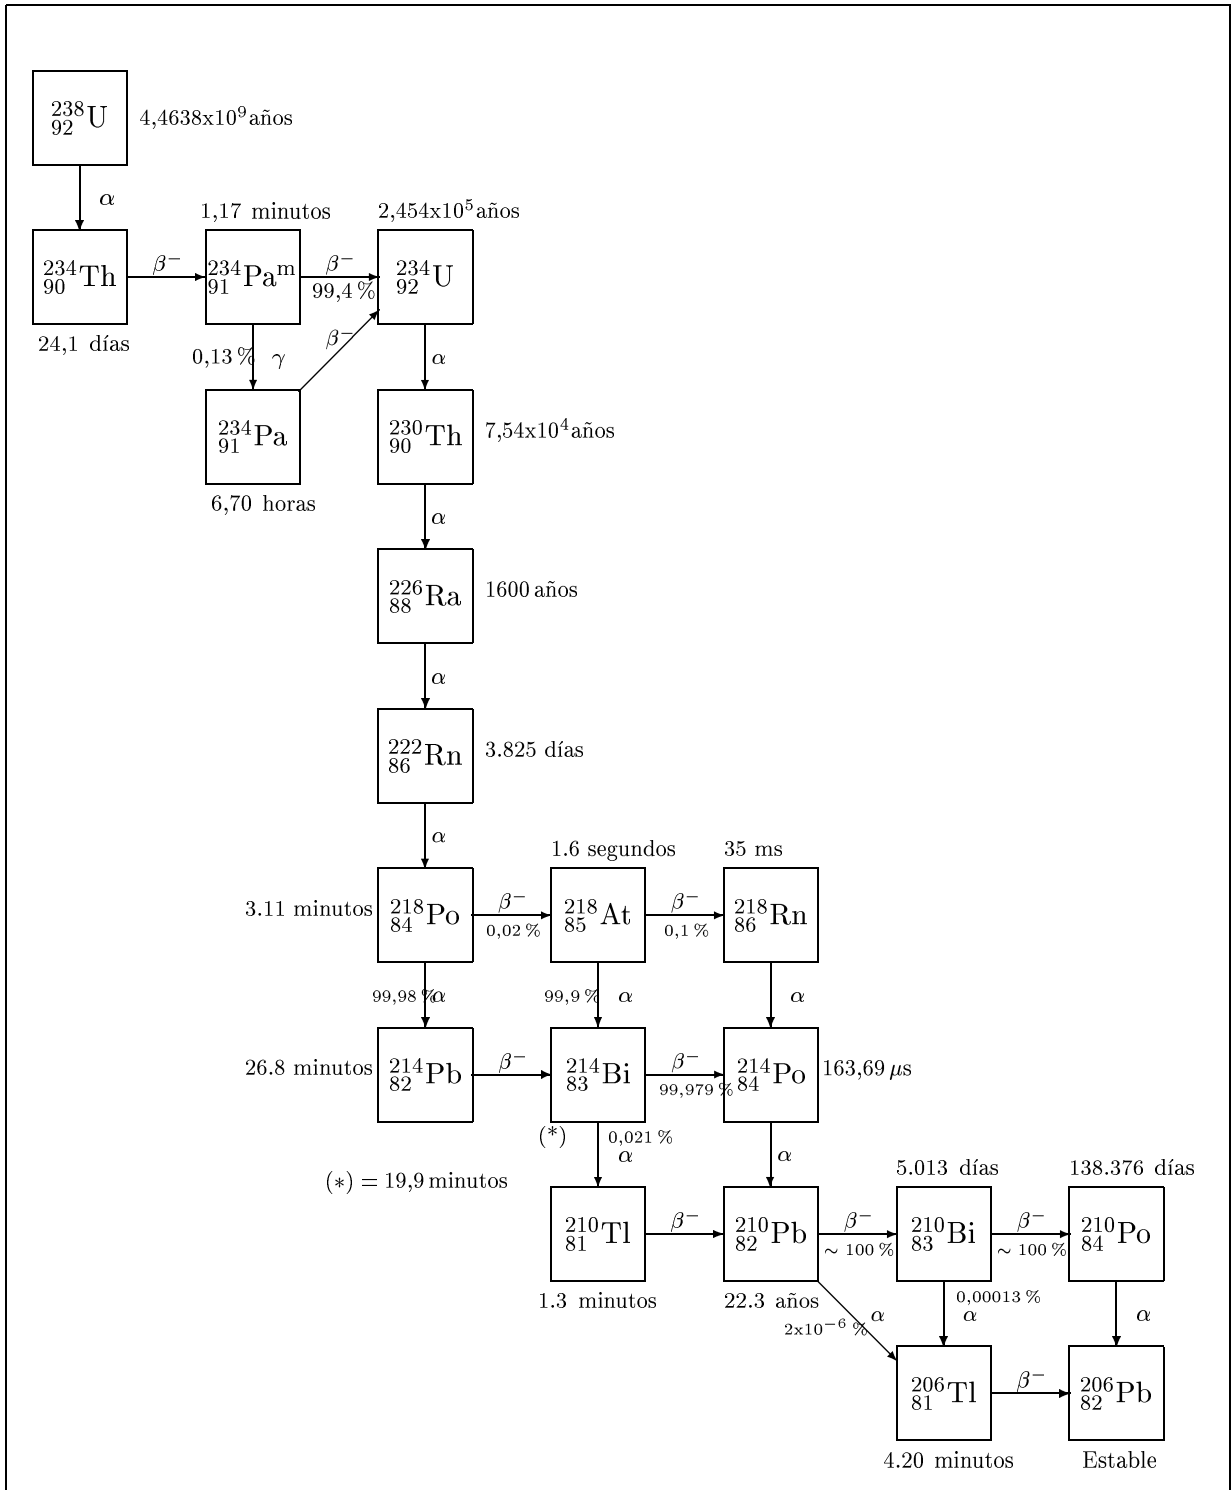 ²³⁸₉₂U 4,4638x10⁹años
α
1,17 minutos 2,454x10⁵años
²³⁴₉₀Th β⁻ ²³⁴₉₁Paᵐ β⁻ 99,4 % ²³⁴₉₂U
24,1 días 0,13 % γ β⁻ α
²³⁴₉₁Pa ²³⁰₉₀Th 7,54x10⁴años
6,70 horas α
²²⁶₈₈Ra 1600 años
α
²²²₈₆Rn 3.825 días
α
1.6 segundos 35 ms
3.11 minutos ²¹⁸₈₄Po β⁻ 0,02 % ²¹⁸₈₅At β⁻ 0,1 % ²¹⁸₈₆Rn
99,98 % α 99,9 % α α
26.8 minutos ²¹⁴₈₂Pb β⁻ ²¹⁴₈₃Bi β⁻ 99,979 % ²¹⁴₈₄Po 163,69 μs
(*) 0,021 % α α
(*) = 19,9 minutos 5.013 días 138.376 días
²¹⁰₈₁Tl β⁻ ²¹⁰₈₂Pb β⁻ ~ 100 % ²¹⁰₈₃Bi β⁻ ~ 100 % ²¹⁰₈₄Po
1.3 minutos 22.3 años 2x10⁻⁶ % α 0,00013 % α α
²⁰⁶₈₁Tl β⁻ ²⁰⁶₈₂Pb
4.20 minutos Estable